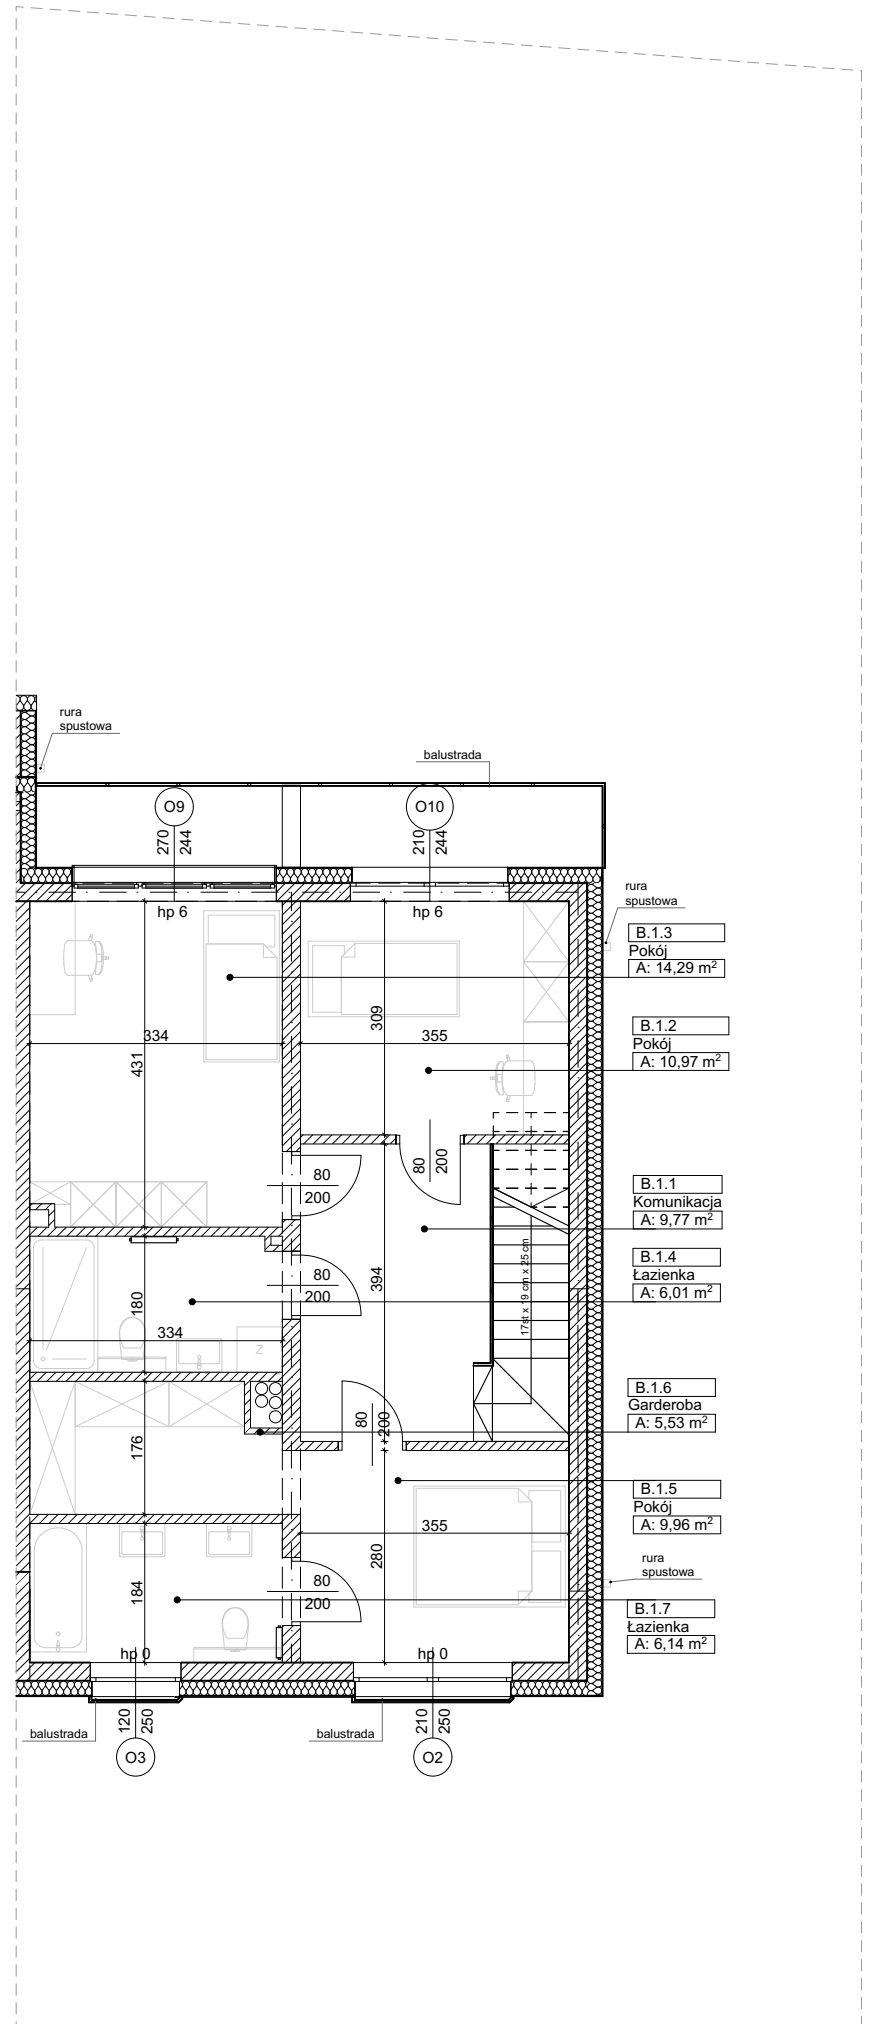 rura
spustowa
balustrada
O9
O10
270
244
210
244
rura
spustowa
hp 6
hp 6
B.1.3
Pokój
A: 14,29 m²
309
B.1.2
Pokój
A: 10,97 m²
334
355
431
80
200
80
200
B.1.1
Komunikacja
A: 9,77 m²
17st x 19 cm x 25 cm
B.1.4
Łazienka
A: 6,01 m²
394
80
200
180
334
Z
B.1.6
Garderoba
A: 5,53 m²
80
200
176
B.1.5
Pokój
A: 9,96 m²
355
280
rura
spustowa
80
200
184
B.1.7
Łazienka
A: 6,14 m²
hp 0
hp 0
120
250
210
250
balustrada
balustrada
O3
O2